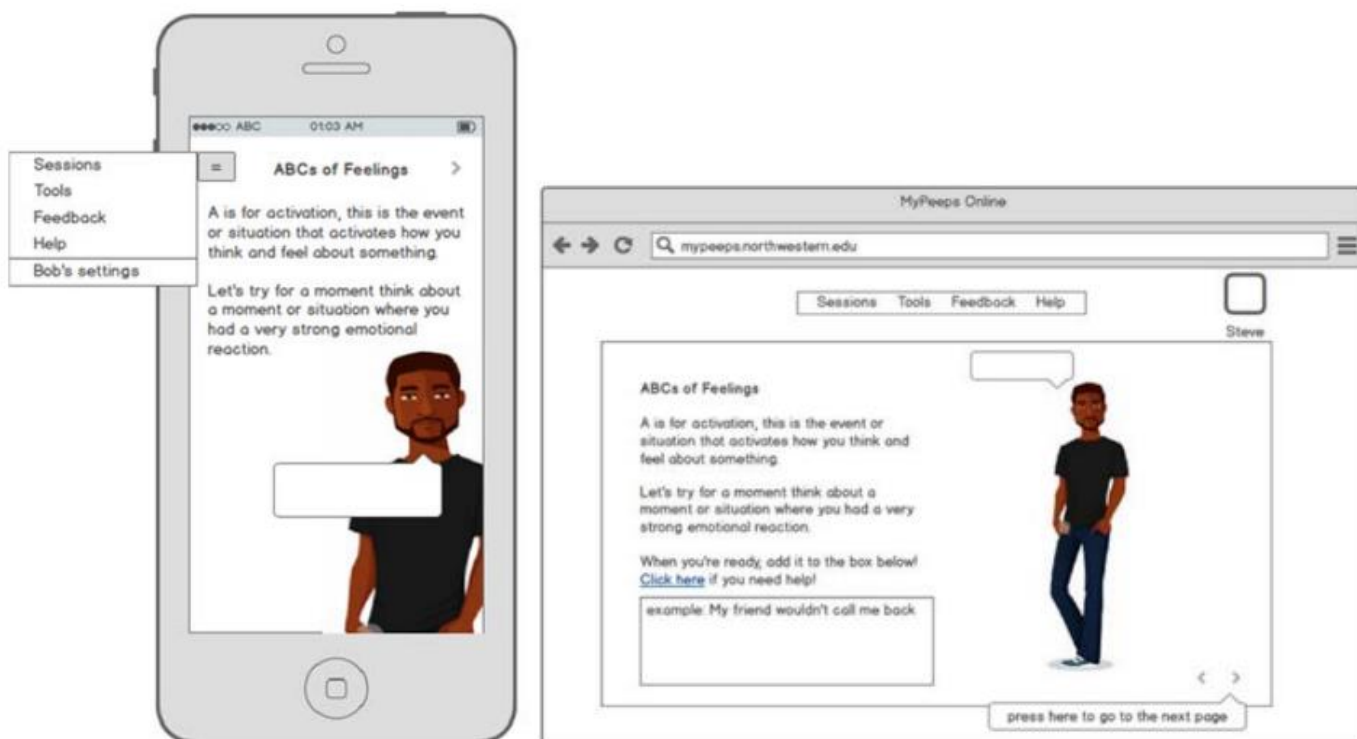 ABC 01:03 AM
Sessions
Tools
Feedback
Help
Bob's settings
=
ABCs of Feelings >
A is for activation, this is the event
or situation that activates how you
think and feel about something.
Let's try for a moment think about
a moment or situation where you
had a very strong emotional
reaction.
MyPeeps Online
mypeeps.northwestern.edu
Sessions Tools Feedback Help
Steve
ABCs of Feelings
A is for activation, this is the event or
situation that activates how you think and
feel about something.
Let's try for a moment think about a
moment or situation where you had a very
strong emotional reaction.
When you're ready, add it to the box below!
Click here if you need help!
example: My friend wouldn't call me back
< >
press here to go to the next page